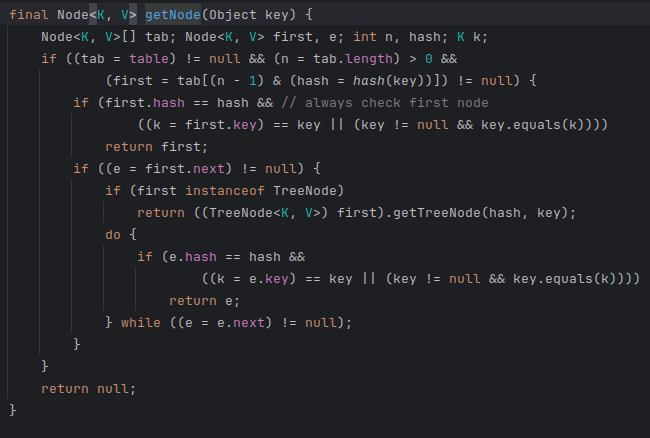 final Node<K, V> getNode(Object key) {
    Node<K, V>[] tab; Node<K, V> first, e; int n, hash; K k;
    if ((tab = table) != null && (n = tab.length) > 0 &&
            (first = tab[(n - 1) & (hash = hash(key))]) != null) {
        if (first.hash == hash && // always check first node
                ((k = first.key) == key || (key != null && key.equals(k))))
            return first;
        if ((e = first.next) != null) {
            if (first instanceof TreeNode)
                return ((TreeNode<K, V>) first).getTreeNode(hash, key);
            do {
                if (e.hash == hash &&
                        ((k = e.key) == key || (key != null && key.equals(k))))
                    return e;
            } while ((e = e.next) != null);
        }
    }
    return null;
}